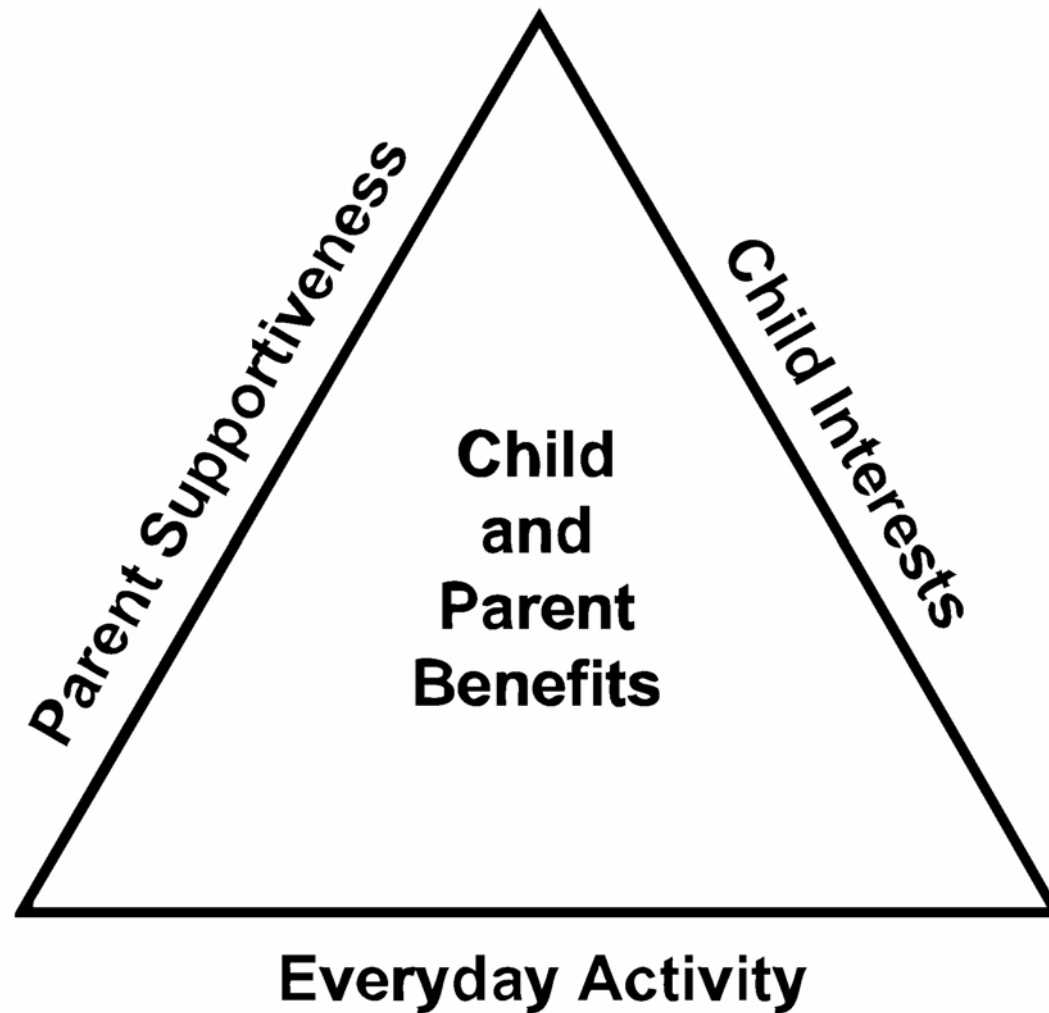 Parent Supportiveness
Child Interests
Child
and
Parent
Benefits
Everyday Activity